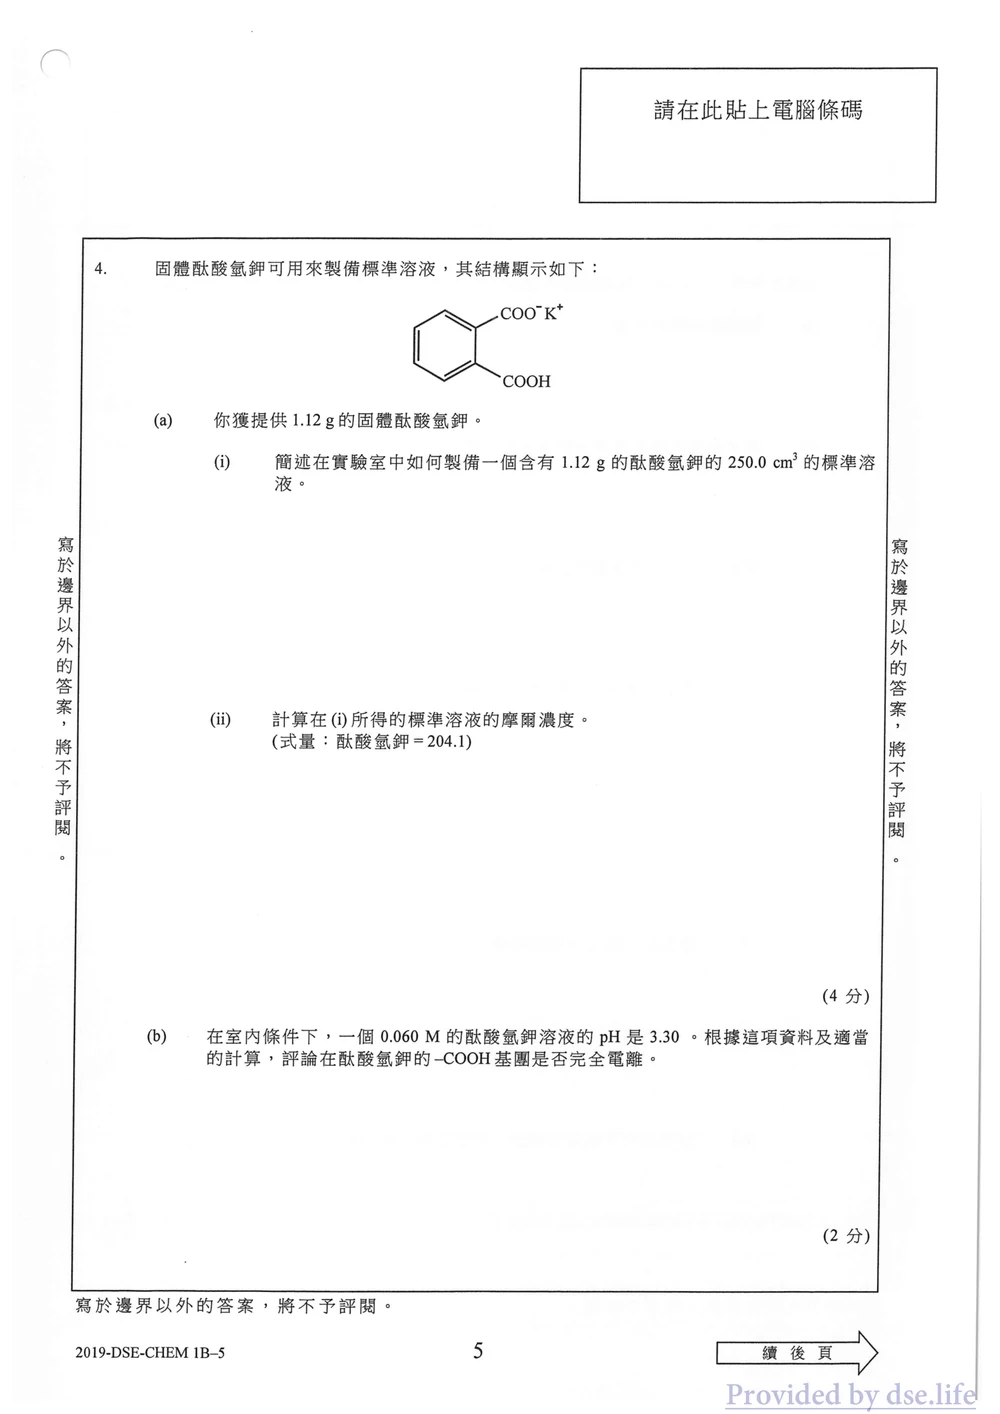 請在此貼上電腦條碼
4. 固體酞酸氫鉀可用來製備標準溶液，其結構顯示如下：
COO⁻K⁺
COOH
(a) 你獲提供 1.12 g 的固體酞酸氫鉀。
(i) 簡述在實驗室中如何製備一個含有 1.12 g 的酞酸氫鉀的 250.0 cm³ 的標準溶
液。
(ii) 計算在 (i) 所得的標準溶液的摩爾濃度。
(式量：酞酸氫鉀 = 204.1)
(4 分)
(b) 在室內條件下，一個 0.060 M 的酞酸氫鉀溶液的 pH 是 3.30 。根據這項資料及適當
的計算，評論在酞酸氫鉀的 –COOH 基團是否完全電離。
(2 分)
寫於邊界以外的答案，將不予評閱。
寫於邊界以外的答案，將不予評閱。
寫於邊界以外的答案，將不予評閱。
2019-DSE-CHEM 1B–5
5
續後頁
Provided by dse.life